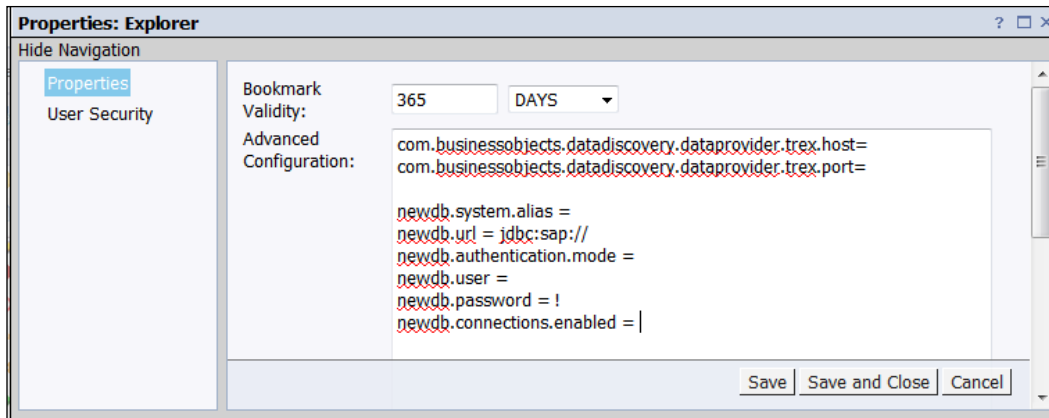 Properties: Explorer ?
Hide Navigation
Properties
User Security
Bookmark
Validity:
365 DAYS
Advanced
Configuration:
com.businessobjects.datadiscovery.dataprovider.trex.host=
com.businessobjects.datadiscovery.dataprovider.trex.port=
newdb.system.alias =
newdb.url = jdbc:sap://
newdb.authentication.mode =
newdb.user =
newdb.password = !
newdb.connections.enabled =
Save Save and Close Cancel